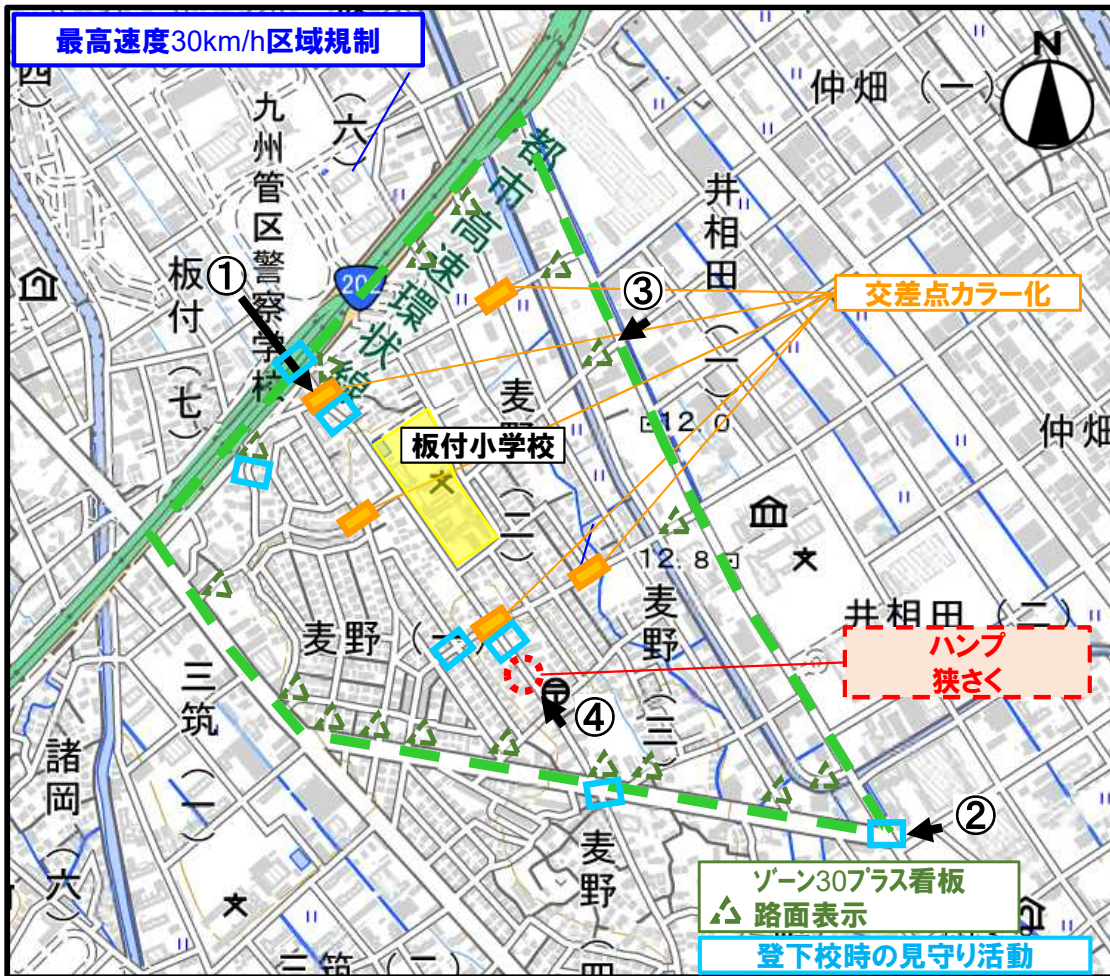 最高速度30km/h区域規制
N
仲畑（一）
四）
（六）
九州管区警察学校
都市高速環状線
井相田（一）
板付（七）
①
③
交差点カラー化
麦野（二）
12.0
仲畑
板付小学校
12.8
麦野（三）
井相田（二）
麦野（一）
ハンプ
狭さく
三筑（一）
④
諸岡（六）
②
麦野（四
ゾーン30プラス看板
路面表示
三筑（二）
登下校時の見守り活動